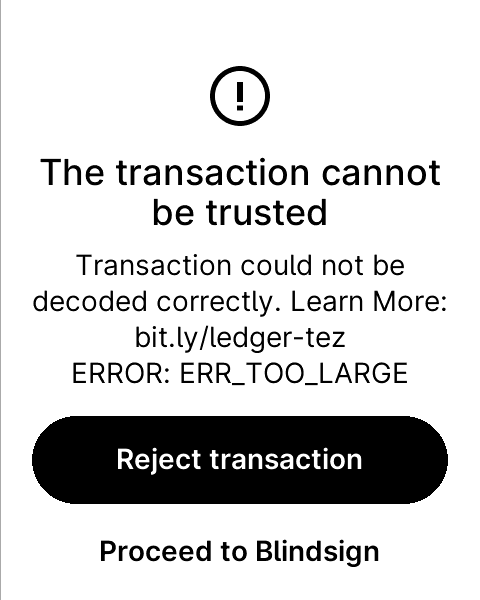 The transaction cannot
be trusted
Transaction could not be
decoded correctly. Learn More:
bit.ly/ledger-tez
ERROR: ERR_TOO_LARGE
Reject transaction
Proceed to Blindsign